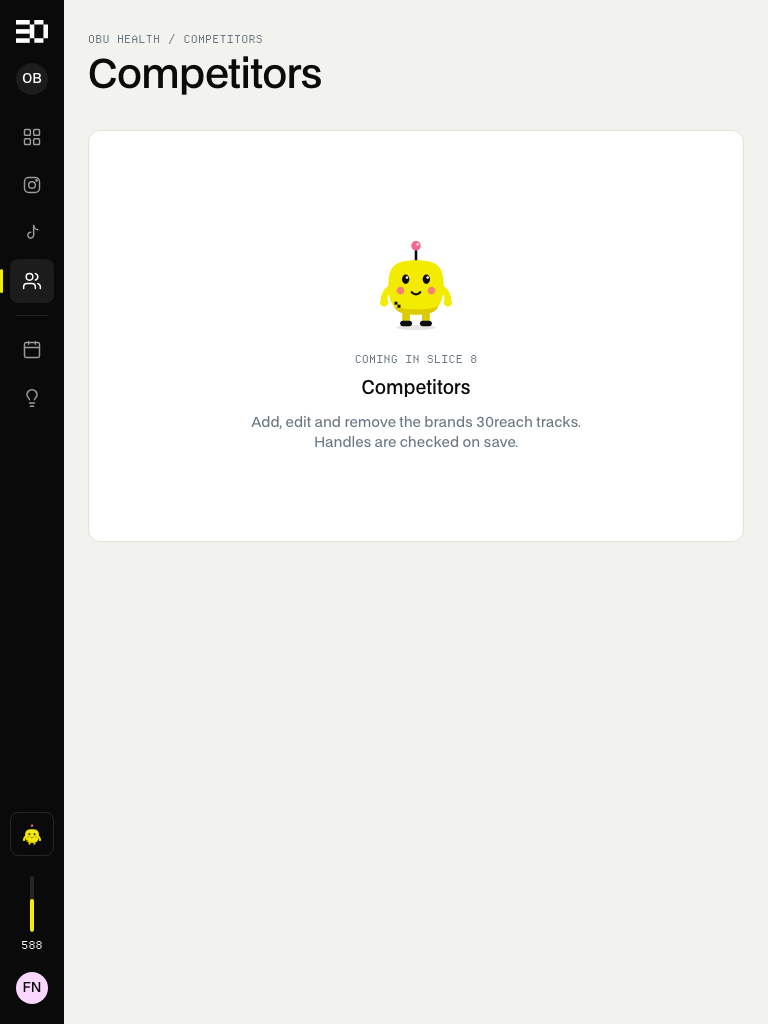 30
OB
OBU HEALTH / COMPETITORS
Competitors
COMING IN SLICE 8
Competitors
Add, edit and remove the brands 30reach tracks.
Handles are checked on save.
588
FN